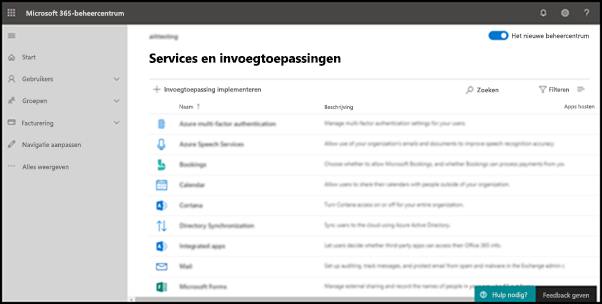 Microsoft 365-beheercentrum
?
aittesting
Het nieuwe beheercentrum
Start
Services en invoegtoepassingen
Gebruikers
Groepen
Invoegtoepassing implementeren
Zoeken
Filteren
Naam ↑
Beschrijving
Apps hosten
Facturering
Azure multi-factor authentication
Manage multi-factor authentication settings for your users.
Navigatie aanpassen
Azure Speech Services
Allow use of your organization's emails and documents to improve speech recognition accuracy.
Alles weergeven
Bookings
Choose whether to allow Microsoft Bookings, and whether Bookings can process payments from you
Calendar
Allow users to share their calendars with people outside of your organization.
Cortana
Turn Cortana access on or off for your entire organization.
Directory Synchronization
Sync users to the cloud using Azure Active Directory.
Integrated apps
Let users decide whether third-party apps can access their Office 365 info.
Mail
Set up auditing, track messages, and protect email from spam and malware in the Exchange admin c
Microsoft Forms
Manage external sharing and record the names of people in
Hulp nodig?
Feedback geven